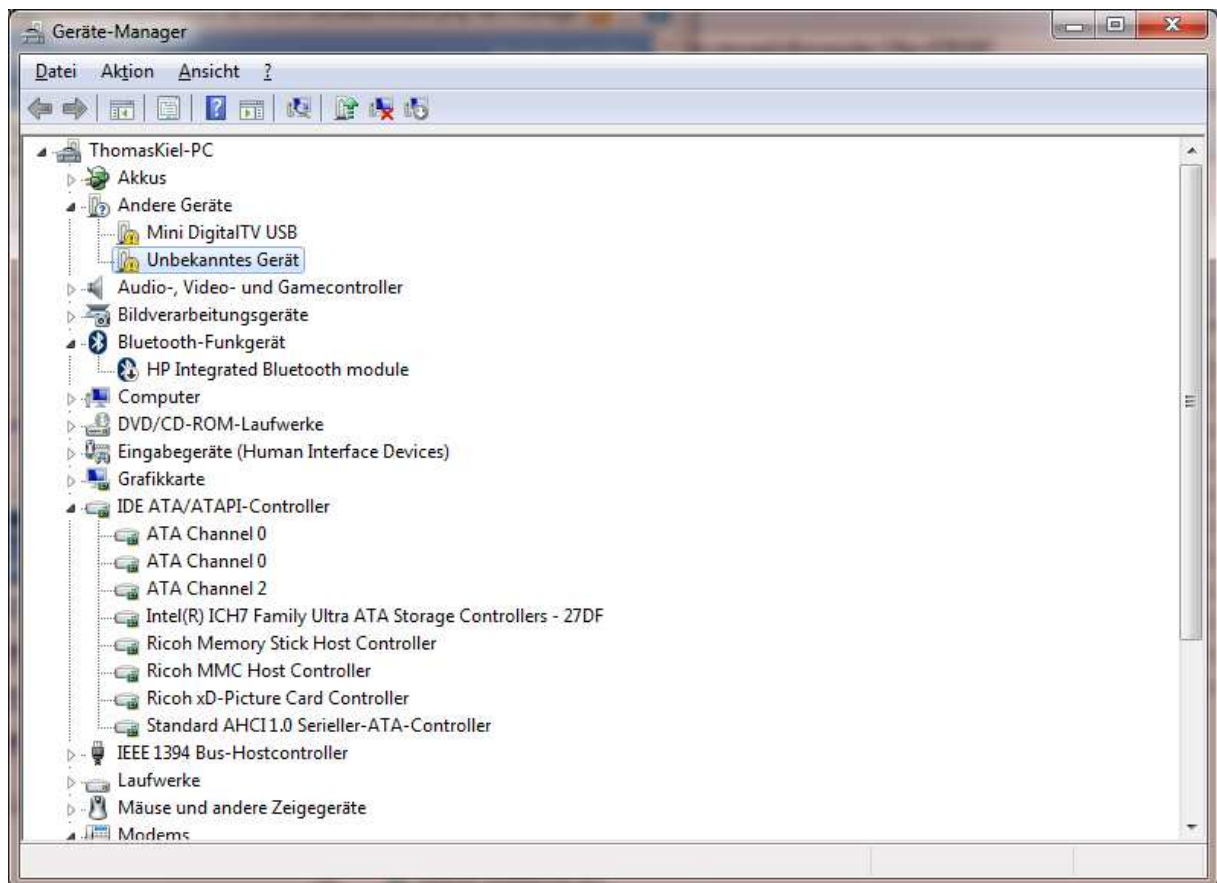 Geräte-Manager
Datei Aktion Ansicht ?
ThomasKiel-PC
Akkus
Andere Geräte
Mini DigitalTV USB
Unbekanntes Gerät
Audio-, Video- und Gamecontroller
Bildverarbeitungsgeräte
Bluetooth-Funkgerät
HP Integrated Bluetooth module
Computer
DVD/CD-ROM-Laufwerke
Eingabegeräte (Human Interface Devices)
Grafikkarte
IDE ATA/ATAPI-Controller
ATA Channel 0
ATA Channel 0
ATA Channel 2
Intel(R) ICH7 Family Ultra ATA Storage Controllers - 27DF
Ricoh Memory Stick Host Controller
Ricoh MMC Host Controller
Ricoh xD-Picture Card Controller
Standard AHCI 1.0 Serieller-ATA-Controller
IEEE 1394 Bus-Hostcontroller
Laufwerke
Mäuse und andere Zeigegeräte
Modems